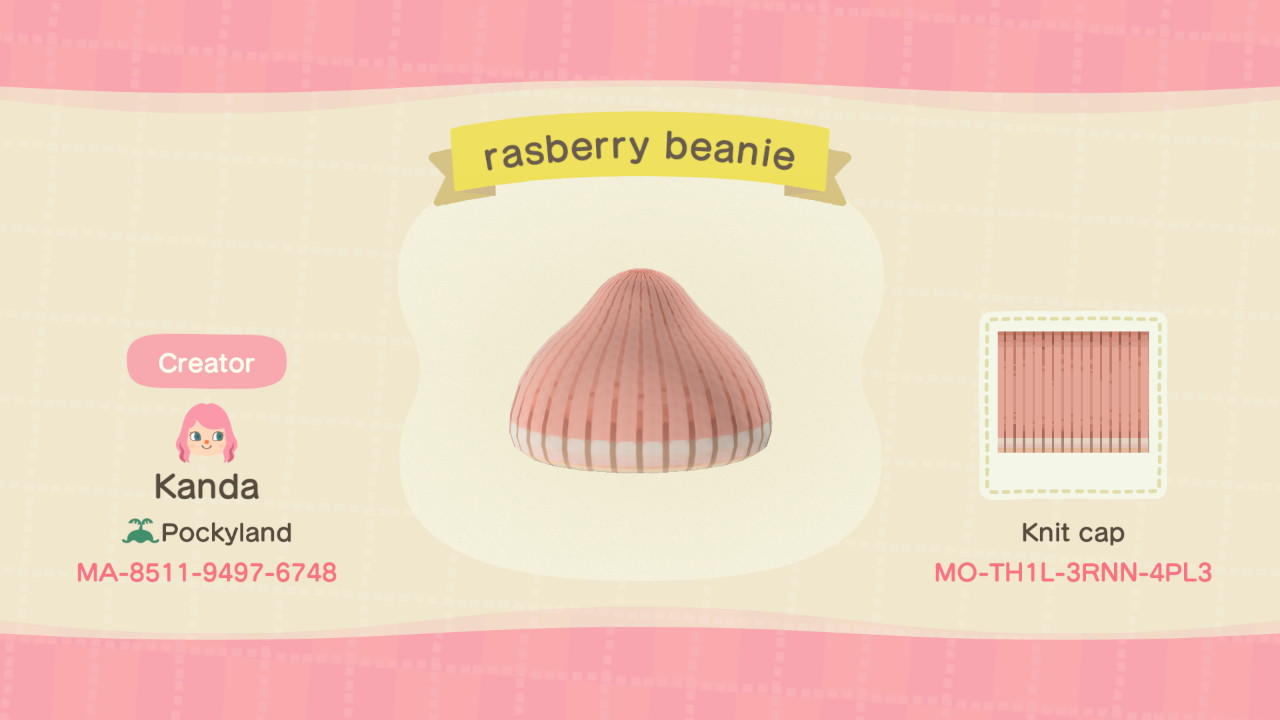 rasberry beanie
Creator
Kanda
Pockyland
MA-8511-9497-6748
Knit cap
MO-TH1L-3RNN-4PL3